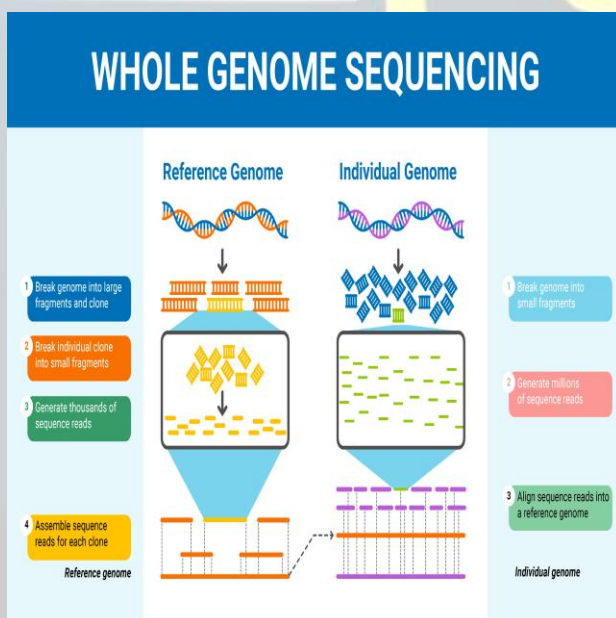 WHOLE GENOME SEQUENCING
Reference Genome
Individual Genome
1 Break genome into large
fragments and clone
2 Break individual clone
into small fragments
3 Generate thousands of
sequence reads
4 Assemble sequence
reads for each clone
Reference genome
1 Break genome into
small fragments
2 Generate millions
of sequence reads
3 Align sequence reads into
a reference genome
Individual genome